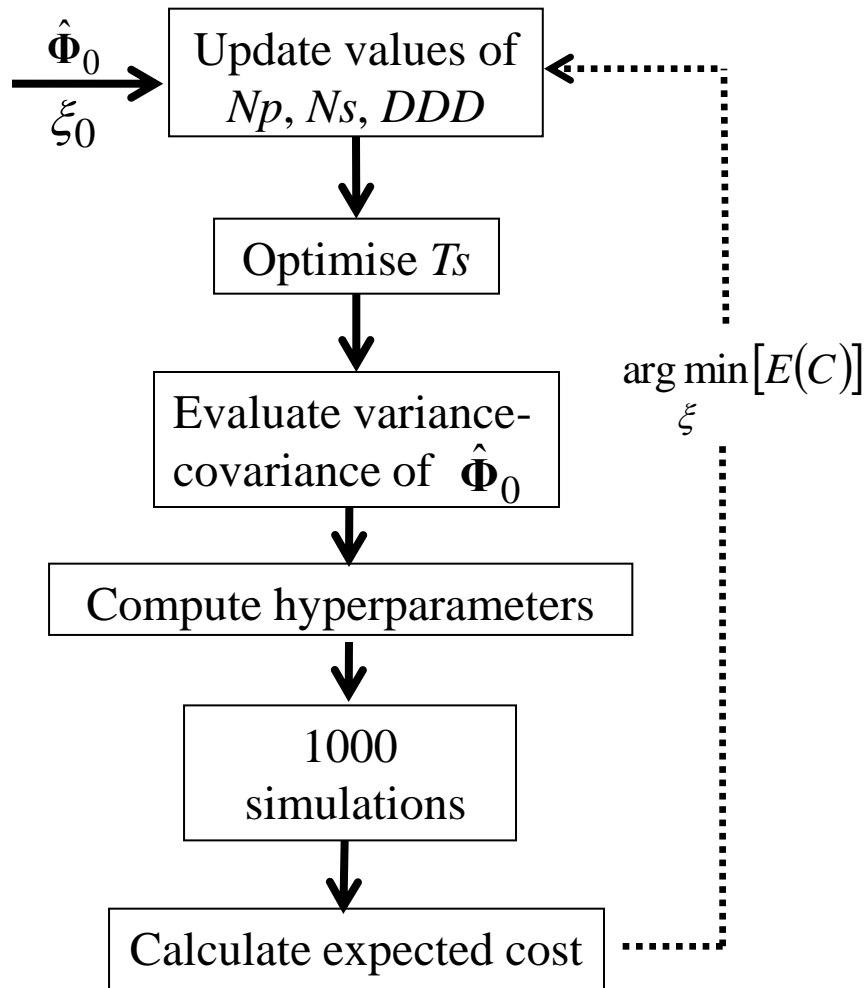 Φ̂₀
ξ₀
Update values of
Np, Ns, DDD
Optimise Ts
Evaluate variance-
covariance of Φ̂₀
Compute hyperparameters
1000
simulations
Calculate expected cost
arg min[E(C)]
ξ